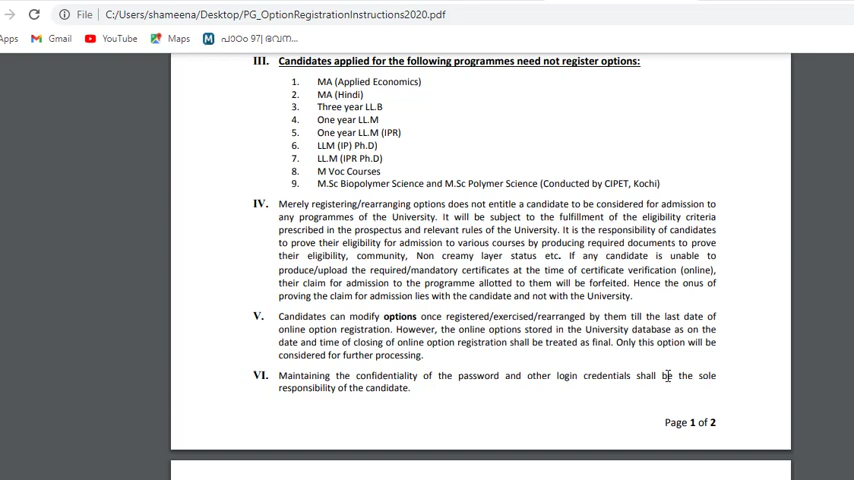 File C:/Users/shameena/Desktop/PG_OptionRegistrationInstructions2020.pdf
Apps Gmail YouTube Maps പാഠം 97| ഭവന...
III. Candidates applied for the following programmes need not register options:
1. MA (Applied Economics)
2. MA (Hindi)
3. Three year LL.B
4. One year LL.M
5. One year LL.M (IPR)
6. LLM (IP) Ph.D)
7. LL.M (IPR Ph.D)
8. M Voc Courses
9. M.Sc Biopolymer Science and M.Sc Polymer Science (Conducted by CIPET, Kochi)
IV. Merely registering/rearranging options does not entitle a candidate to be considered for admission to
any programmes of the University. It will be subject to the fulfillment of the eligibility criteria
prescribed in the prospectus and relevant rules of the University. It is the responsibility of candidates
to prove their eligibility for admission to various courses by producing required documents to prove
their eligibility, community, Non creamy layer status etc. If any candidate is unable to
produce/upload the required/mandatory certificates at the time of certificate verification (online),
their claim for admission to the programme allotted to them will be forfeited. Hence the onus of
proving the claim for admission lies with the candidate and not with the University.
V. Candidates can modify options once registered/exercised/rearranged by them till the last date of
online option registration. However, the online options stored in the University database as on the
date and time of closing of online option registration shall be treated as final. Only this option will be
considered for further processing.
VI. Maintaining the confidentiality of the password and other login credentials shall be the sole
responsibility of the candidate.
Page 1 of 2